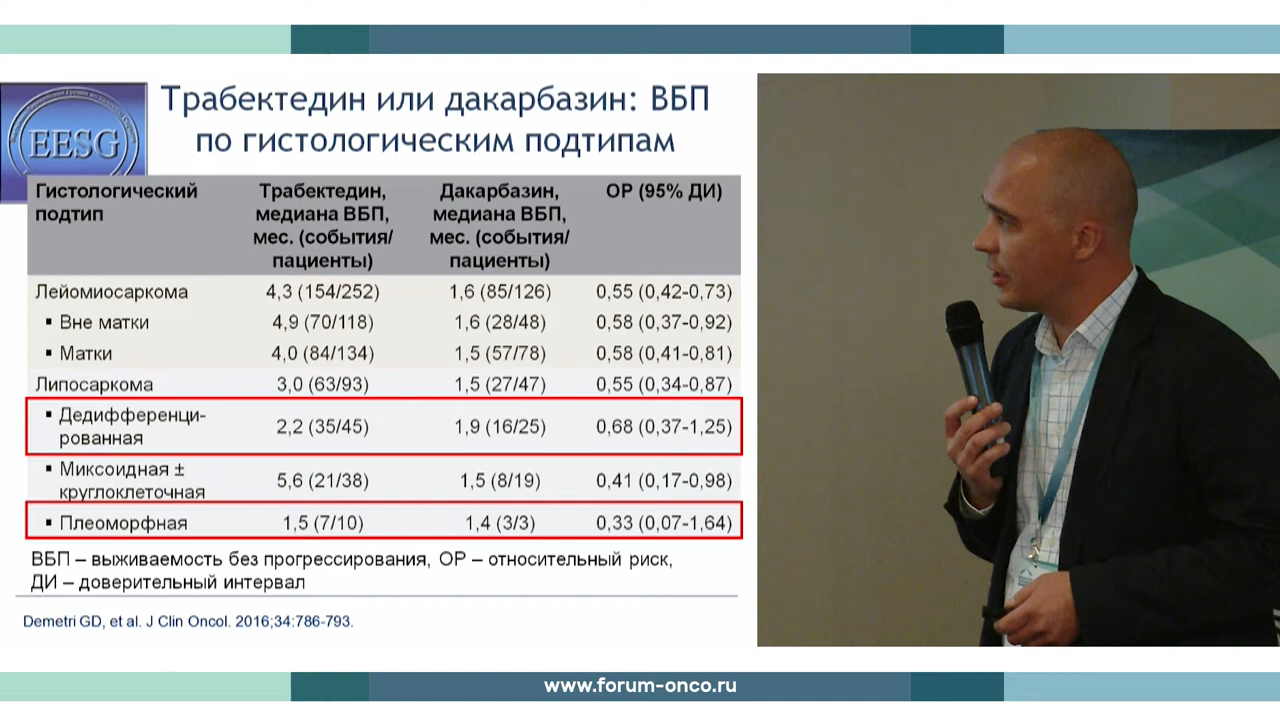 Трабектедин или дакарбазин: ВБП
по гистологическим подтипам
EESG
Гистологический подтип
Трабектедин, медиана ВБП, мес. (события/ пациенты)
Дакарбазин, медиана ВБП, мес. (события/ пациенты)
ОР (95% ДИ)
Лейомиосаркома 4,3 (154/252) 1,6 (85/126) 0,55 (0,42-0,73)
▪ Вне матки 4,9 (70/118) 1,6 (28/48) 0,58 (0,37-0,92)
▪ Матки 4,0 (84/134) 1,5 (57/78) 0,58 (0,41-0,81)
Липосаркома 3,0 (63/93) 1,5 (27/47) 0,55 (0,34-0,87)
▪ Дедифференци-
рованная 2,2 (35/45) 1,9 (16/25) 0,68 (0,37-1,25)
▪ Миксоидная ±
круглоклеточная 5,6 (21/38) 1,5 (8/19) 0,41 (0,17-0,98)
▪ Плеоморфная 1,5 (7/10) 1,4 (3/3) 0,33 (0,07-1,64)
ВБП – выживаемость без прогрессирования, ОР – относительный риск,
ДИ – доверительный интервал
Demetri GD, et al. J Clin Oncol. 2016;34:786-793.
www.forum-onco.ru